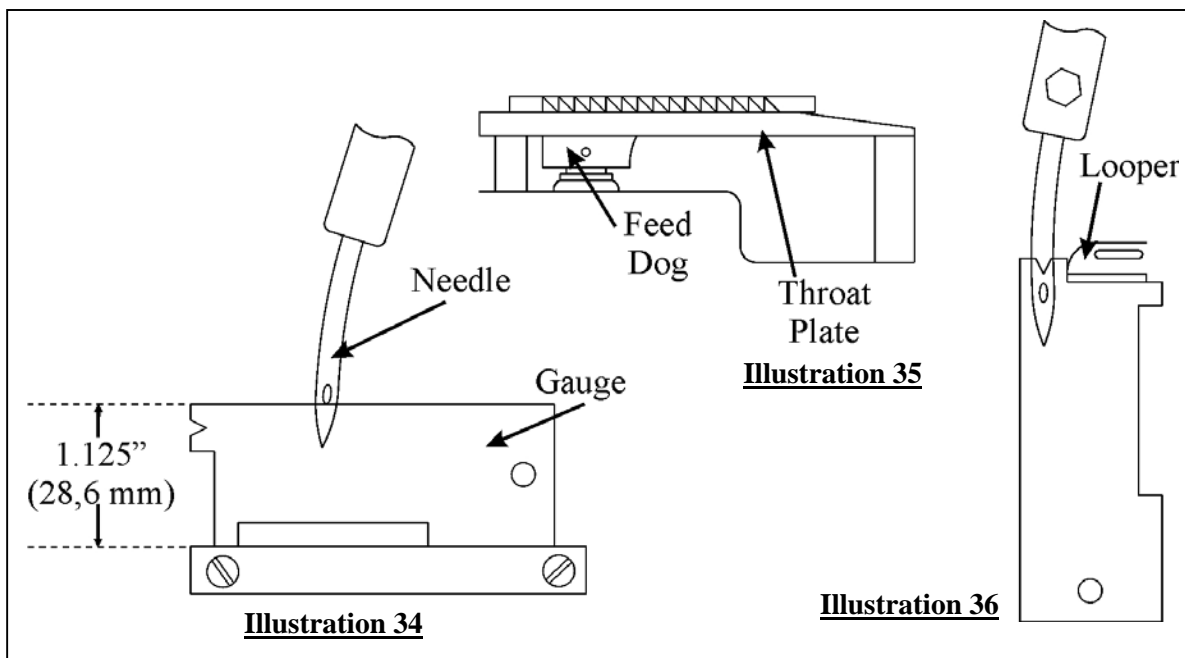 Needle
Gauge
1.125”
(28,6 mm)
Illustration 34
Feed
Dog
Throat
Plate
Illustration 35
Looper
Illustration 36